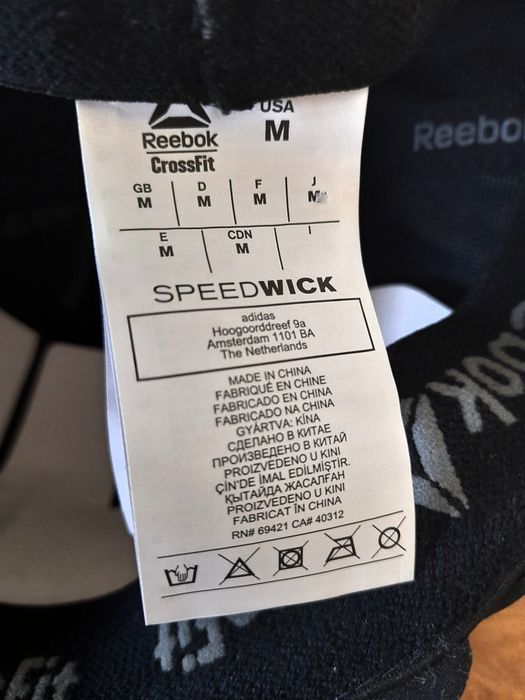 USA
M
Reebok
CrossFit
GB D F J
M M M M
E CDN I
M M
SPEEDWICK
adidas
Hoogoorddreef 9a
Amsterdam 1101 BA
The Netherlands
MADE IN CHINA
FABRIQUÉ EN CHINE
FABRICADO EN CHINA
FABRICADO NA CHINA
GYÁRTVA: KÍNA
СДЕЛАНО В КИТАЕ
ПРОИЗВЕДЕНО В КИТАЙ
PROIZVEDENO U KINI
ÇİN'DE İMAL EDİLMİŞTİR.
ҚЫТАЙДА ЖАСАЛҒАН
PROIZVEDENO U KINI
FABRICAT ÎN CHINA
RN# 69421 CA# 40312